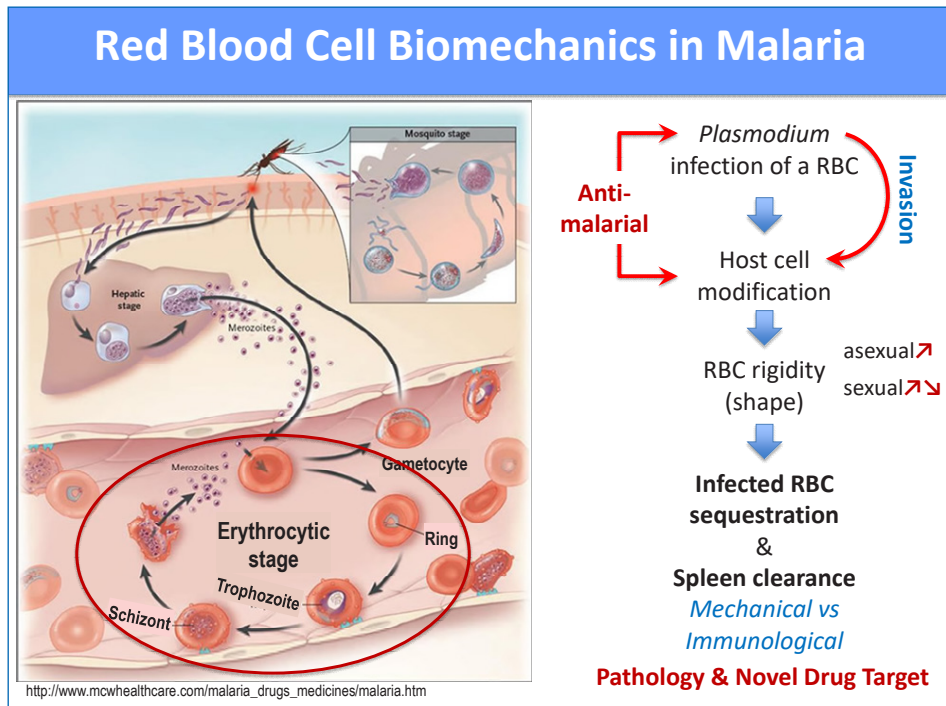 Red Blood Cell Biomechanics in Malaria
Mosquito stage
Hepatic
stage
Merozoites
Merozoites
Gametocyte
Erythrocytic
stage
Ring
Trophozoite
Schizont
http://www.mcwhealthcare.com/malaria_drugs_medicines/malaria.htm
Plasmodium
infection of a RBC
Anti-
malarial
Invasion
Host cell
modification
RBC rigidity
(shape)
asexual↗
sexual↗↘
Infected RBC
sequestration
&
Spleen clearance
Mechanical vs
Immunological
Pathology & Novel Drug Target